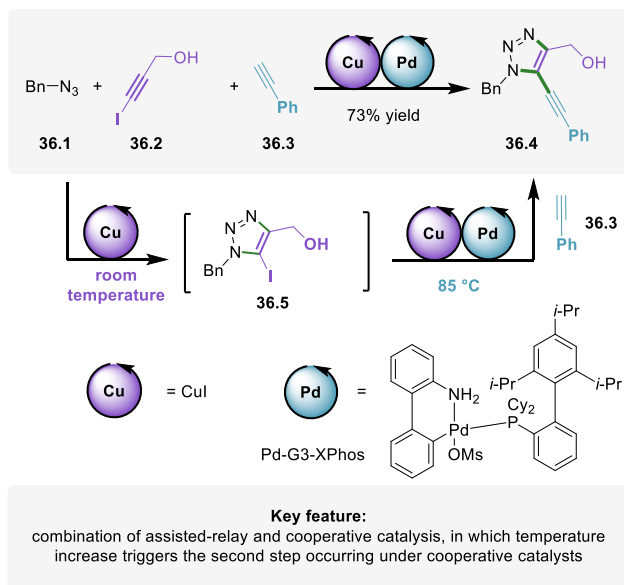 Bn N₃ + OH I + Ph Cu Pd 73% yield N N N Bn OH Ph
36.1 36.2 36.3 36.4
Cu
room
temperature
N N N Bn OH I
36.5
Cu Pd
85 °C
Ph 36.3
Cu = CuI
Pd =
Pd-G3-XPhos
NH₂ Pd OMs P Cy₂ i-Pr i-Pr i-Pr
Key feature:
combination of assisted-relay and cooperative catalysis, in which temperature
increase triggers the second step occurring under cooperative catalysts